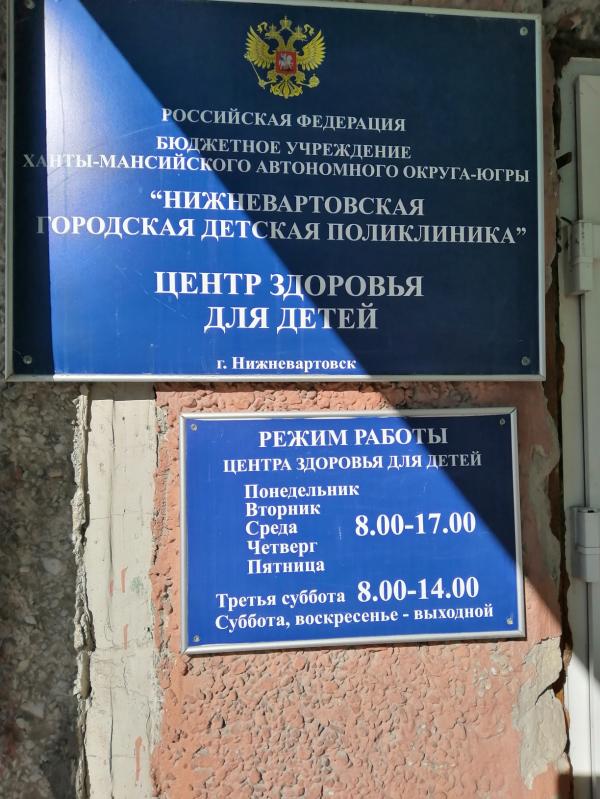 РОССИЙСКАЯ ФЕДЕРАЦИЯ
БЮДЖЕТНОЕ УЧРЕЖДЕНИЕ
ХАНТЫ-МАНСИЙСКОГО АВТОНОМНОГО ОКРУГА-ЮГРЫ
“НИЖНЕВАРТОВСКАЯ
ГОРОДСКАЯ ДЕТСКАЯ ПОЛИКЛИНИКА”
ЦЕНТР ЗДОРОВЬЯ
ДЛЯ ДЕТЕЙ
г. Нижневартовск
РЕЖИМ РАБОТЫ
ЦЕНТРА ЗДОРОВЬЯ ДЛЯ ДЕТЕЙ
Понедельник
Вторник
Среда 8.00-17.00
Четверг
Пятница
Третья суббота 8.00-14.00
Суббота, воскресенье - выходной